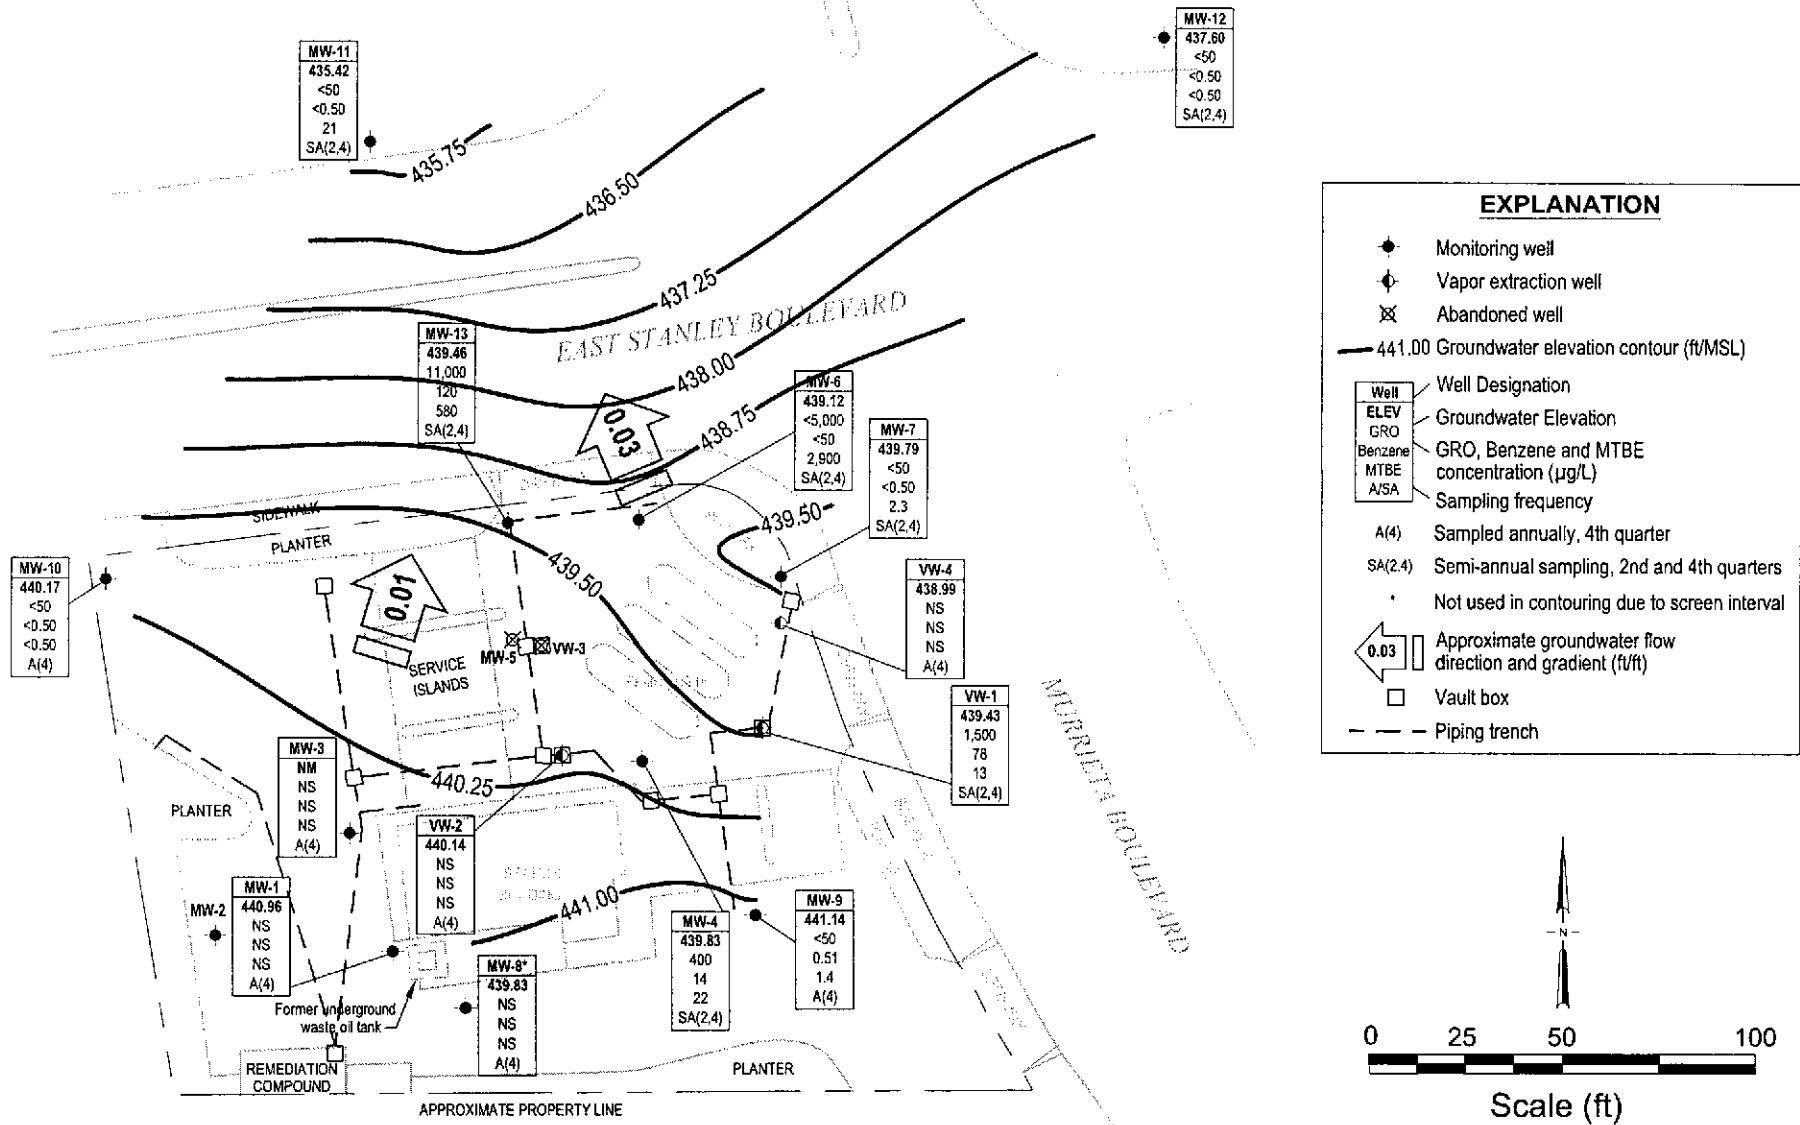 MW-11
435.42
<50
<0.50
21
SA(2,4)
MW-12
437.60
<50
<0.50
<0.50
SA(2,4)
435.75
436.50
437.25
EAST STANLEY BOULEVARD
438.00
438.75
MW-13
439.46
11,000
120
580
SA(2,4)
0.03
MW-6
439.12
<5,000
<50
2,900
SA(2,4)
MW-7
439.79
<50
<0.50
2.3
SA(2,4)
SIDEWALK
PLANTER
439.50
439.50
MW-10
440.17
<50
<0.50
<0.50
A(4)
0.01
MW-5
VW-3
SERVICE
ISLANDS
VW-4
438.99
NS
NS
NS
A(4)
VW-1
439.43
1,500
78
13
SA(2,4)
MURRIETA BOULEVARD
MW-3
NM
NS
NS
NS
A(4)
440.25
PLANTER
VW-2
440.14
NS
NS
NS
A(4)
MW-1
440.96
NS
NS
NS
A(4)
MW-2
441.00
MW-4
439.83
400
14
22
SA(2,4)
MW-9
441.14
<50
0.51
1.4
A(4)
MW-8*
439.83
NS
NS
NS
A(4)
Former underground
waste oil tank
REMEDIATION
COMPOUND
PLANTER
APPROXIMATE PROPERTY LINE
EXPLANATION
Monitoring well
Vapor extraction well
Abandoned well
441.00 Groundwater elevation contour (ft/MSL)
Well
ELEV
GRO
Benzene
MTBE
A/SA
Well Designation
Groundwater Elevation
GRO, Benzene and MTBE
concentration (µg/L)
Sampling frequency
A(4) Sampled annually, 4th quarter
SA(2,4) Semi-annual sampling, 2nd and 4th quarters
* Not used in contouring due to screen interval
0.03 Approximate groundwater flow
direction and gradient (ft/ft)
Vault box
Piping trench
N
0 25 50 100
Scale (ft)